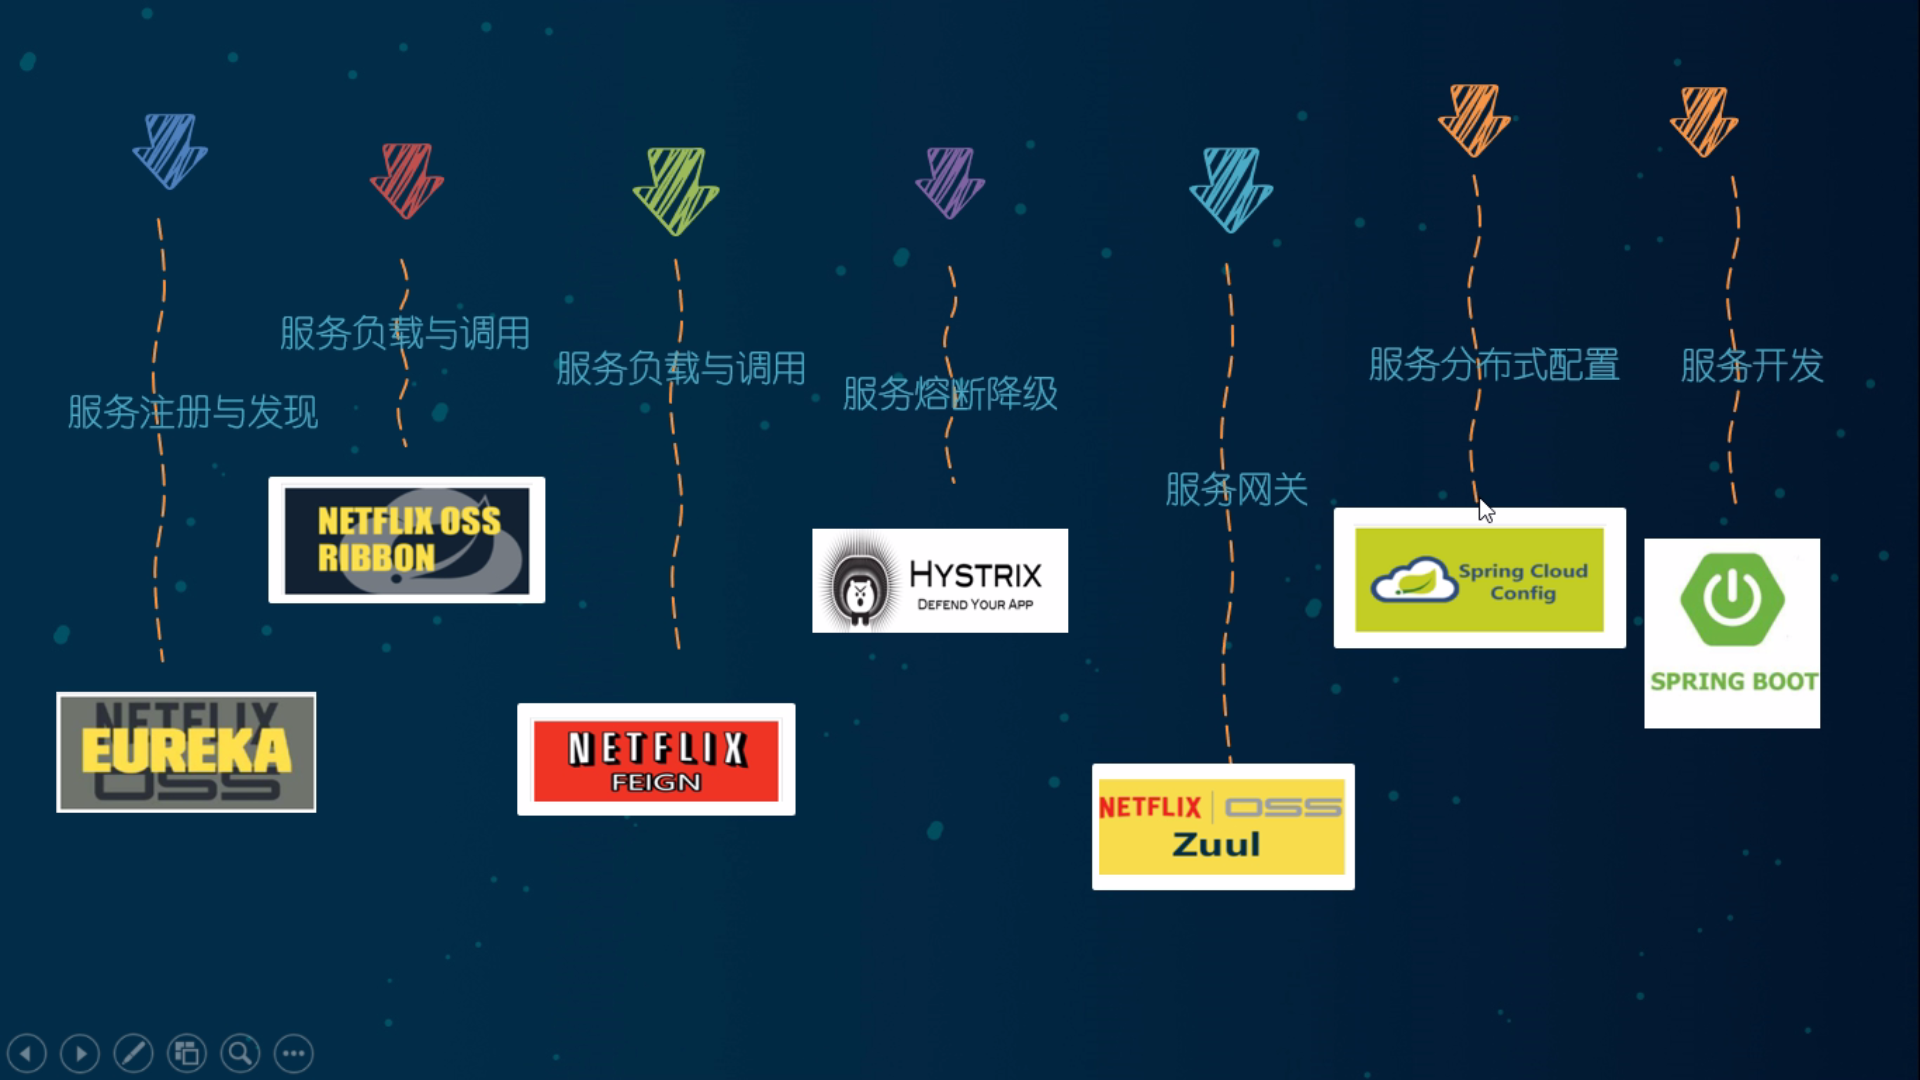 服务注册与发现
NETFLIX
EUREKA
OSS
服务负载与调用
NETFLIX OSS
RIBBON
服务负载与调用
NETFLIX
FEIGN
服务熔断降级
HYSTRIX
DEFEND YOUR APP
服务网关
NETFLIX | OSS
Zuul
服务分布式配置
Spring Cloud
Config
服务开发
SPRING BOOT